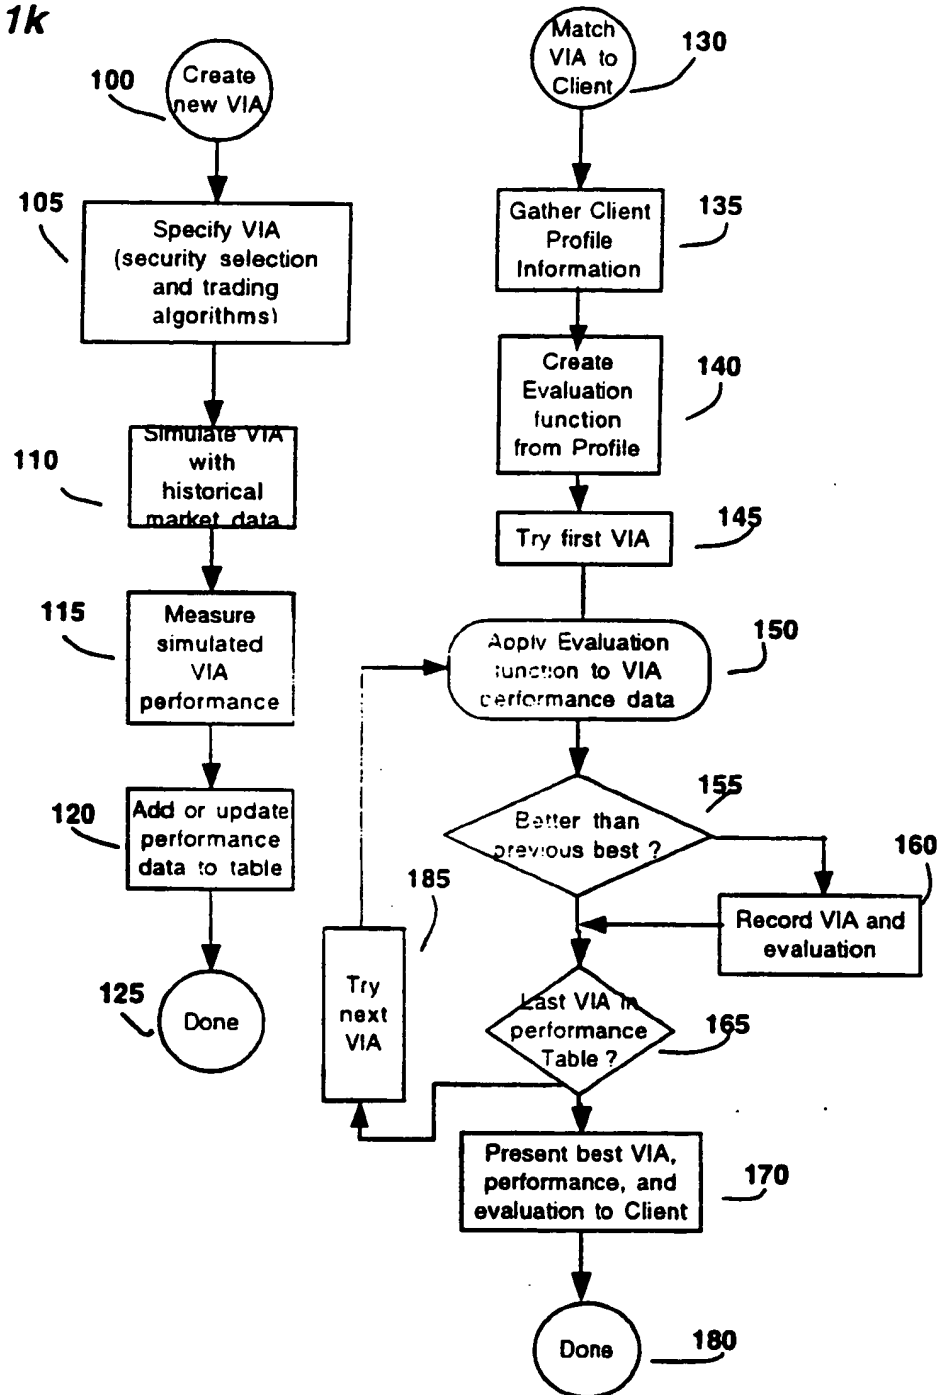 1k
100
Create
new VIA
105
Specify VIA
(security selection
and trading
algorithms)
110
Simulate VIA
with
historical
market data
115
Measure
simulated
VIA
performance
120
Add or update
performance
data to table
125
Done
Match
VIA to
Client
130
Gather Client
Profile
Information
135
Create
Evaluation
function
from Profile
140
Try first VIA
145
Apply Evaluation
function to VIA
performance data
150
Better than
previous best ?
155
Record VIA and
evaluation
160
185
Try
next
VIA
Last VIA in
performance
Table ?
165
Present best VIA,
performance, and
evaluation to Client
170
Done
180